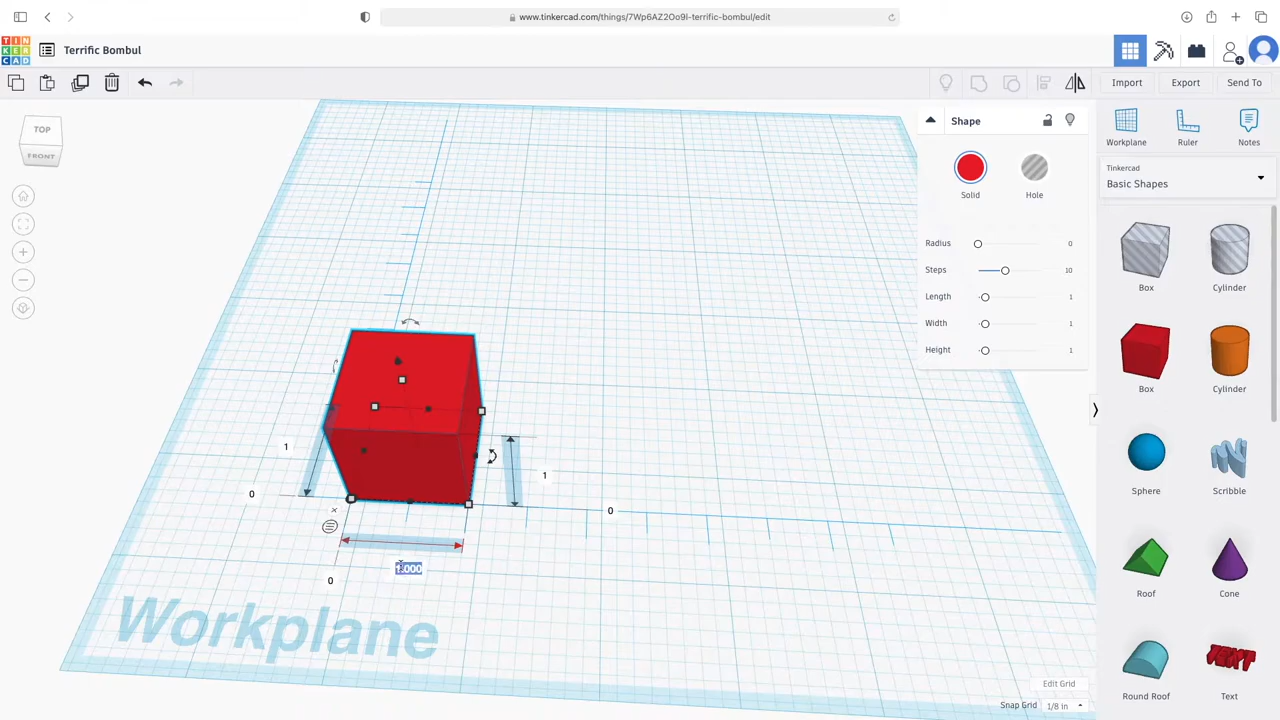 www.tinkercad.com/things/7Wp6AZ2Oo9l-terrific-bombul/edit
TIN
KER
CAD
Terrific Bombul
Import
Export
Send To
TOP
FRONT
Shape
Solid
Hole
Radius 0
Steps 10
Length 1
Width 1
Height 1
Workplane
Ruler
Notes
Tinkercad
Basic Shapes
Box
Cylinder
Box
Cylinder
Sphere
Scribble
Roof
Cone
Round Roof
TEXT
Text
1
0
1
0
1.000
0
Workplane
Edit Grid
Snap Grid 1/8 in